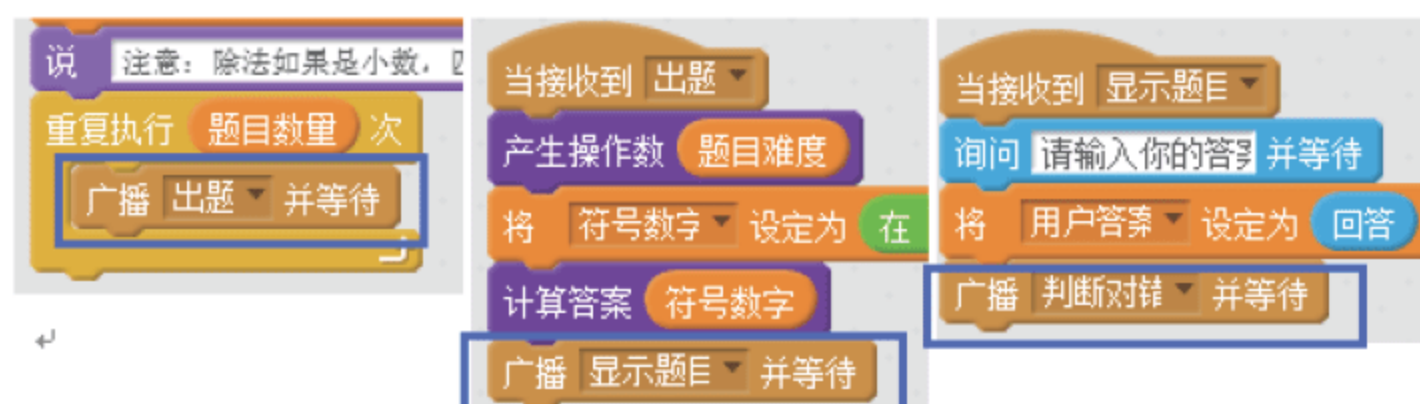 说 注意：除法如果是小数，
重复执行 题目数量 次
广播 出题 并等待
当接收到 出题
产生操作数 题目难度
将 符号数字 设定为 在
计算答案 符号数字
广播 显示题目 并等待
当接收到 显示题目
询问 请输入你的答 并等待
将 用户答案 设定为 回答
广播 判断对错 并等待